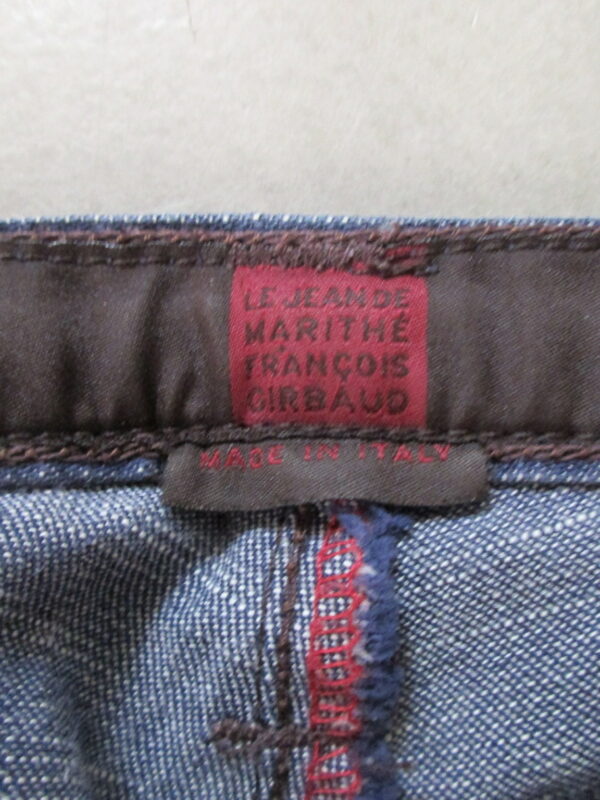 LE JEAN DE
MARITHÉ
FRANÇOIS
GIRBAUD
MADE IN ITALY